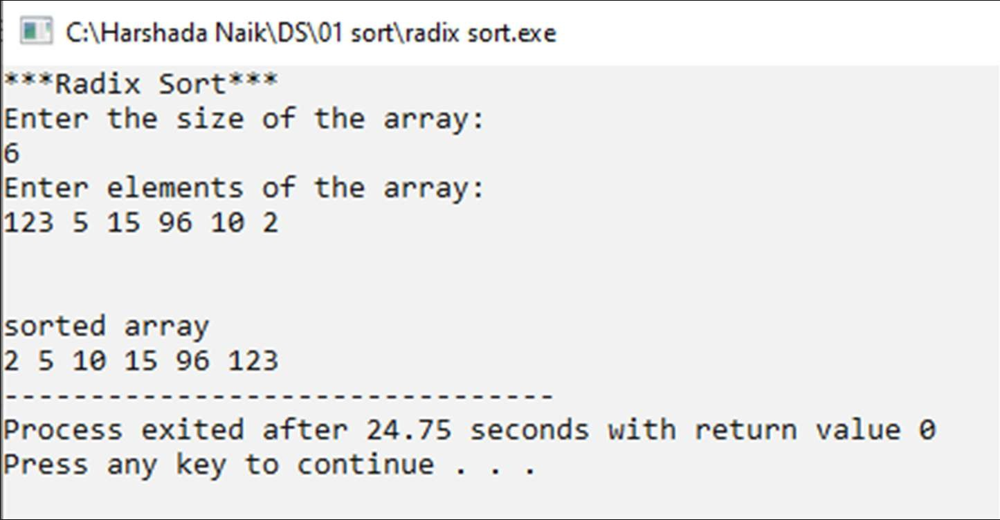 C:\Harshada Naik\DS\01 sort\radix sort.exe
***Radix Sort***
Enter the size of the array:
6
Enter elements of the array:
123 5 15 96 10 2
sorted array
2 5 10 15 96 123
--------------------------------
Process exited after 24.75 seconds with return value 0
Press any key to continue . . .